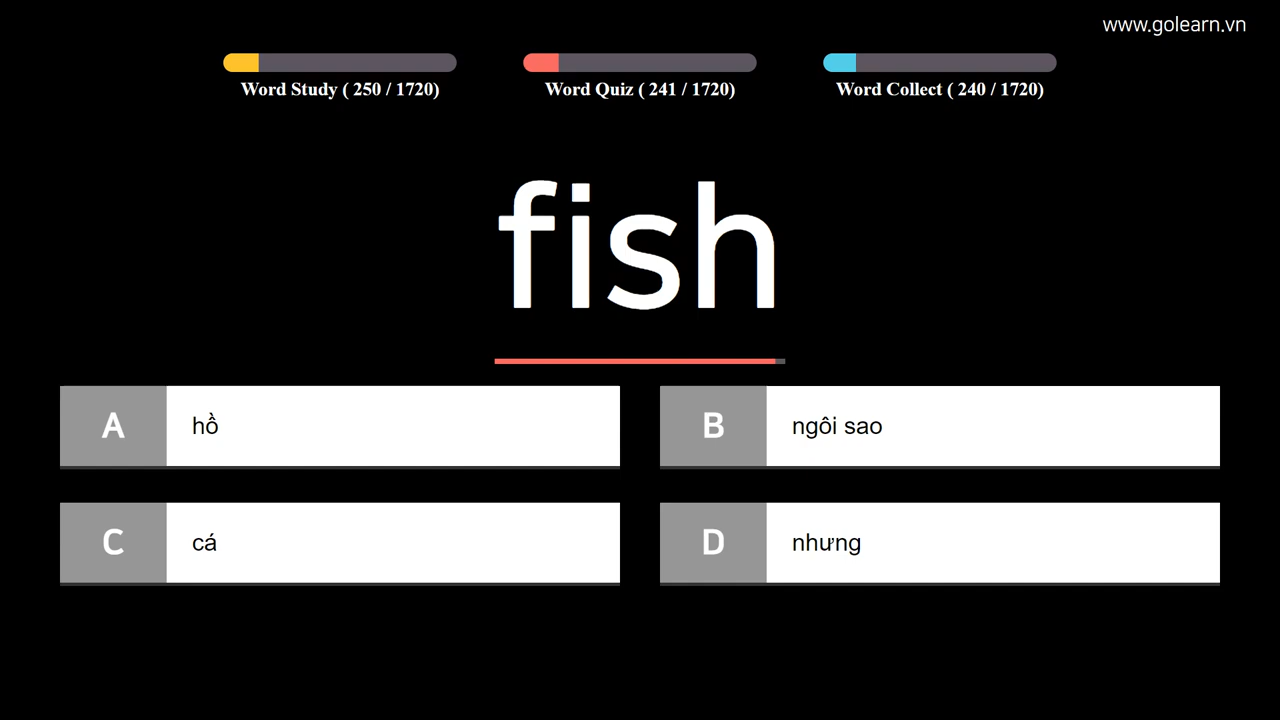 www.golearn.vn
Word Study ( 250 / 1720)
Word Quiz ( 241 / 1720)
Word Collect ( 240 / 1720)
fish
A hồ
B ngôi sao
C cá
D nhưng